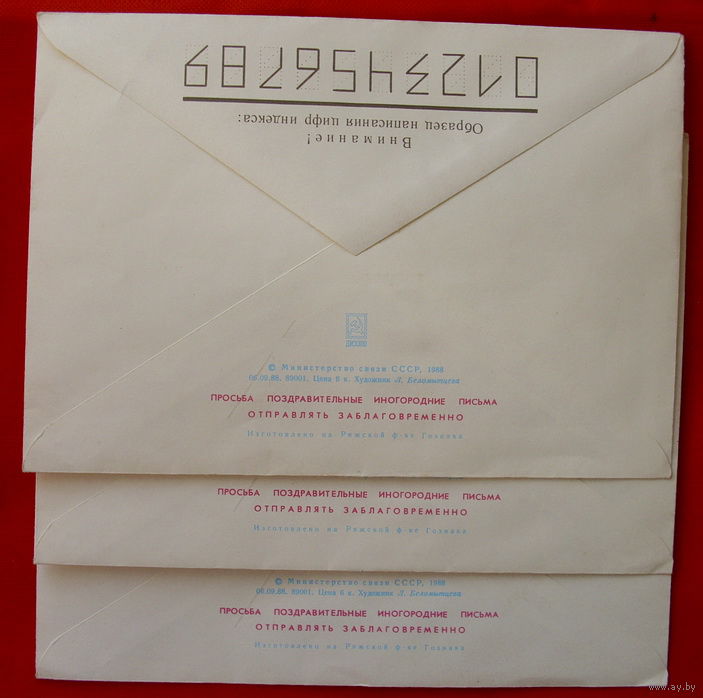 0123456789
Образец написания цифр индекса:
Внимание!
© Министерство связи СССР, 1988
06.09.88. 89001. Цена 6 к. Художник Л. Беломытцева
ПРОСЬБА ПОЗДРАВИТЕЛЬНЫЕ ИНОГОРОДНИЕ ПИСЬМА
ОТПРАВЛЯТЬ ЗАБЛАГОВРЕМЕННО
Изготовлено на Рижской ф-ке Гознака
ПРОСЬБА ПОЗДРАВИТЕЛЬНЫЕ ИНОГОРОДНИЕ ПИСЬМА
ОТПРАВЛЯТЬ ЗАБЛАГОВРЕМЕННО
Изготовлено на Рижской ф-ке Гознака
© Министерство связи СССР, 1988
06.09.88. 89001. Цена 6 к. Художник Л. Беломытцева
ПРОСЬБА ПОЗДРАВИТЕЛЬНЫЕ ИНОГОРОДНИЕ ПИСЬМА
ОТПРАВЛЯТЬ ЗАБЛАГОВРЕМЕННО
Изготовлено на Рижской ф-ке Гознака
www.ay.by